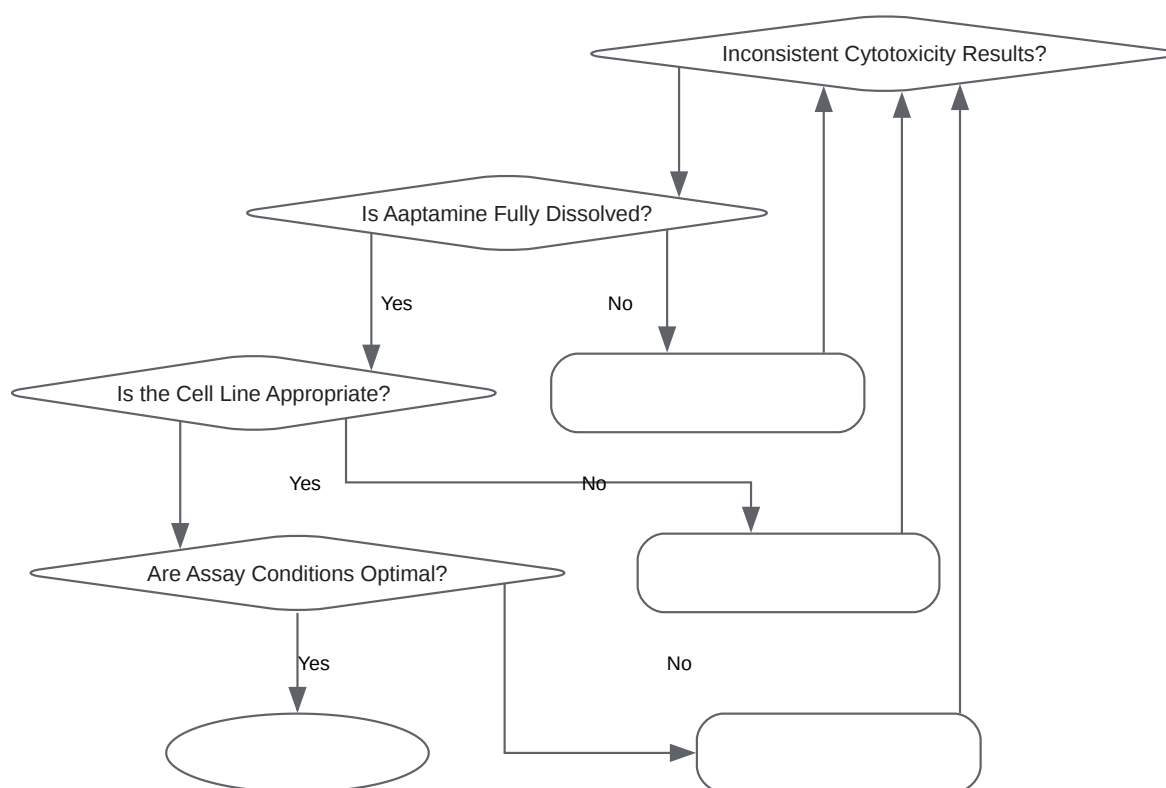 Inconsistent Cytotoxicity Results?
Is Aaptamine Fully Dissolved?
Yes
No
Is the Cell Line Appropriate?
Yes
No
Are Assay Conditions Optimal?
Yes
No